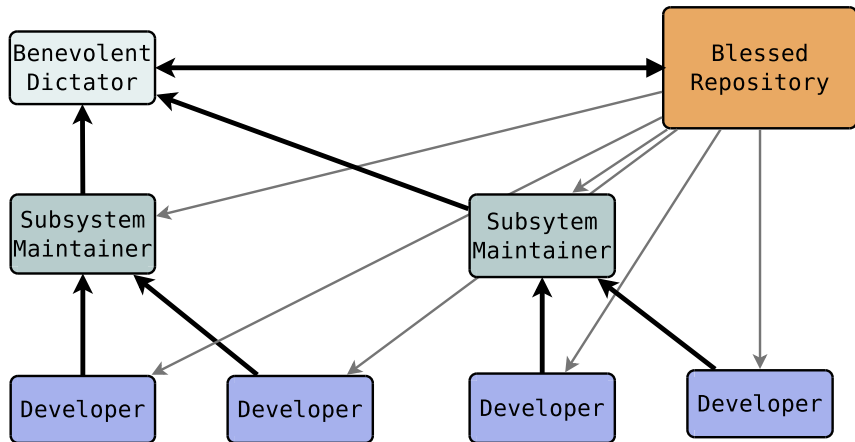 Benevolent
Dictator
Blessed
Repository
Subsystem
Maintainer
Subsytem
Maintainer
Developer
Developer
Developer
Developer